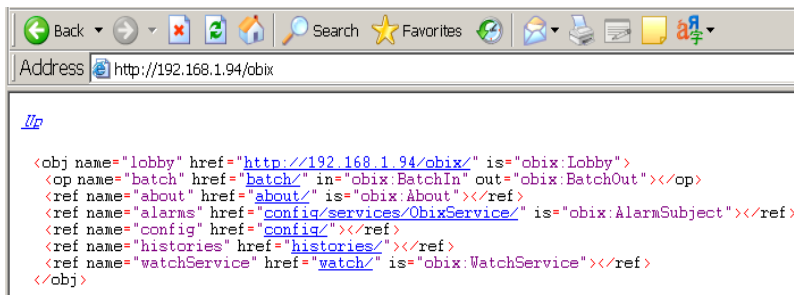 Back Search Favorites
Address http://192.168.1.94/obix
Up
<obj name="lobby" href="http://192.168.1.94/obix/" is="obix:Lobby">
<op name="batch" href="batch/" in="obix:BatchIn" out="obix:BatchOut"></op>
<ref name="about" href="about/" is="obix:About"></ref>
<ref name="alarms" href="config/services/ObixService/" is="obix:AlarmSubject"></ref>
<ref name="config" href="config/"></ref>
<ref name="histories" href="histories/"></ref>
<ref name="watchService" href="watch/" is="obix:WatchService"></ref>
</obj>